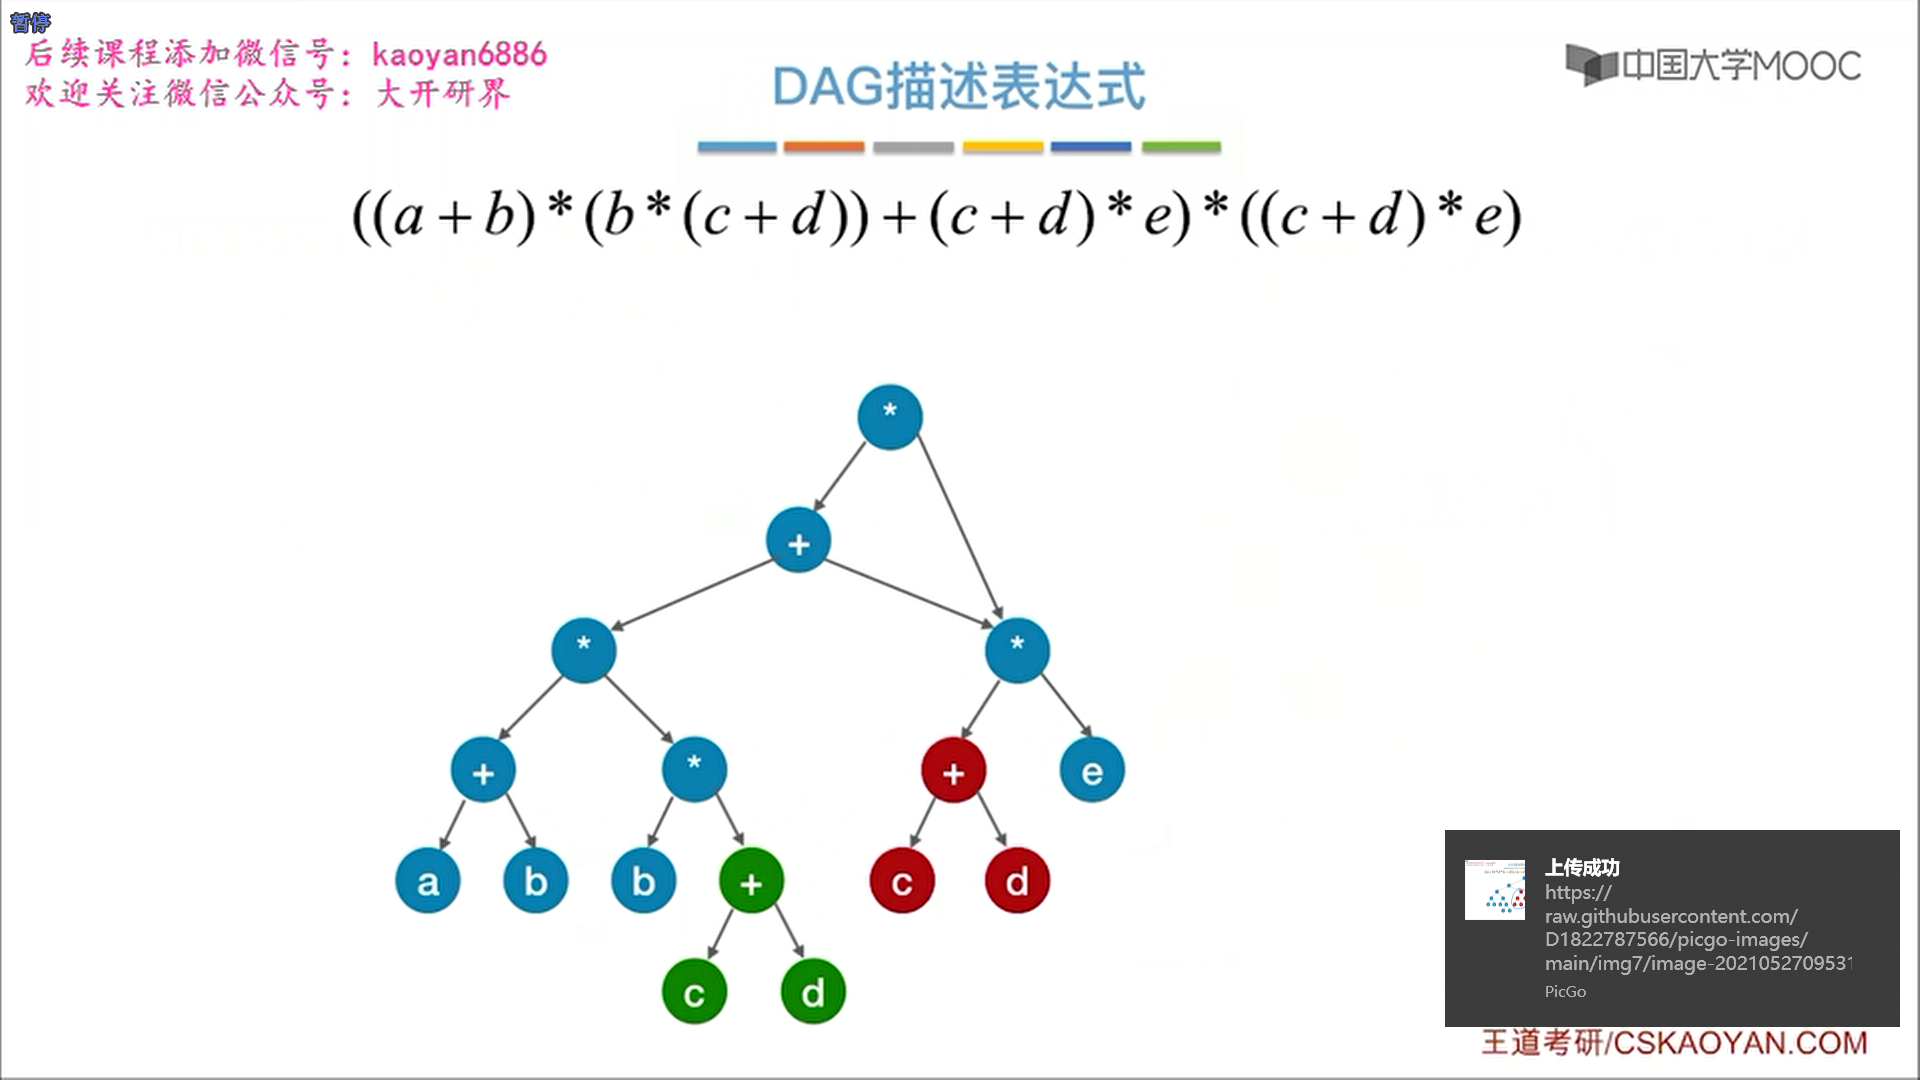 暂停
后续课程添加微信号：kaoyan6886
欢迎关注微信公众号：大开研界
中国大学MOOC
DAG描述表达式
((a+b)*(b*(c+d))+(c+d)*e)*((c+d)*e)
*
+
* *
+ * + e
a b b + c d
c d
上传成功
https://
raw.githubusercontent.com/
D1822787566/picgo-images/
main/img7/image-2021052709531
PicGo
王道考研/CSKAOYAN.COM